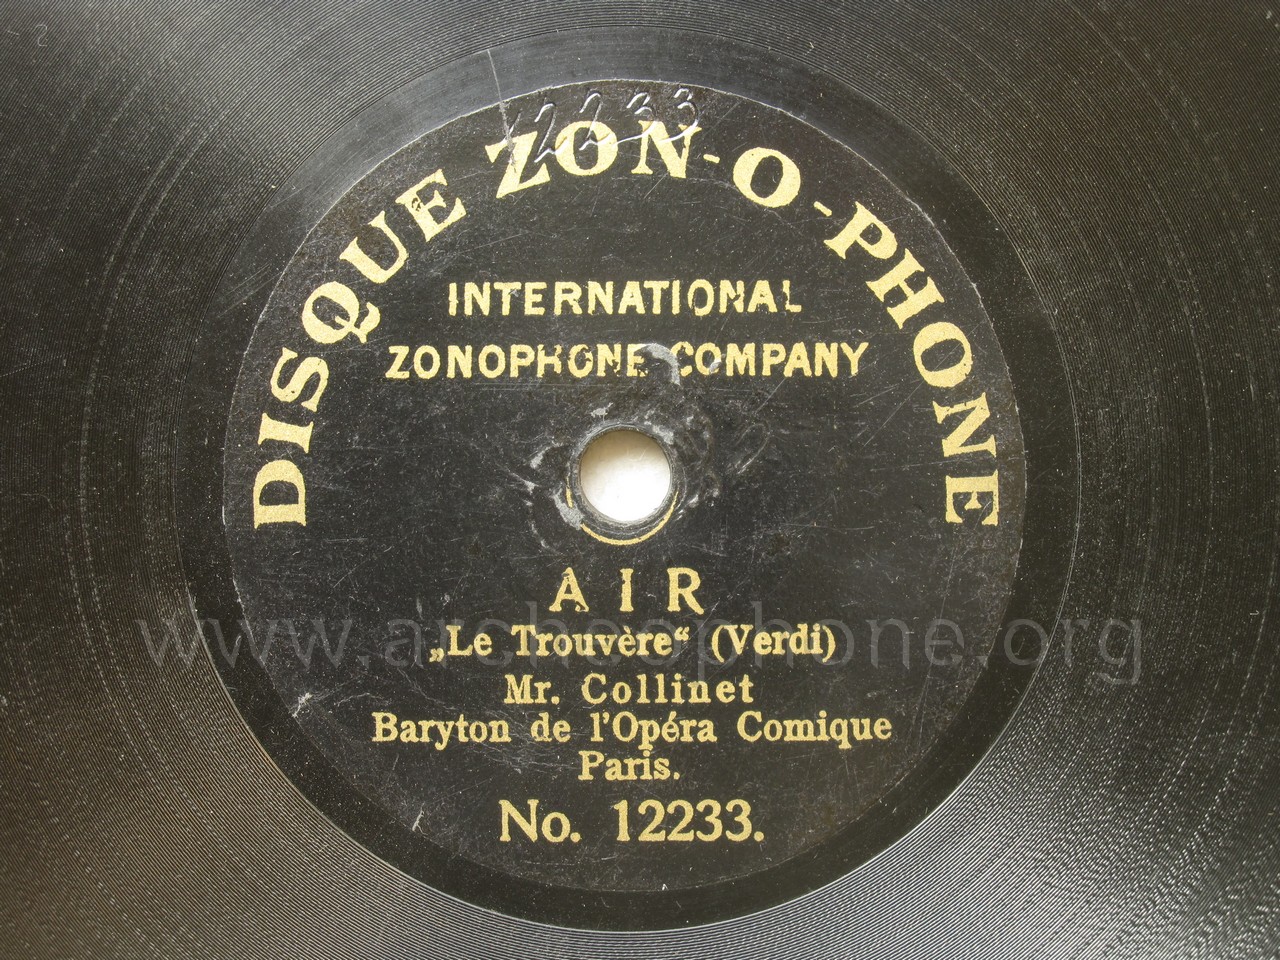 12233
DISQUE ZON-O-PHONE
INTERNATIONAL
ZONOPHONE COMPANY
AIR
„Le Trouvère“ (Verdi)
Mr. Collinet
Baryton de l'Opéra Comique
Paris.
No. 12233.
www.archeophone.org